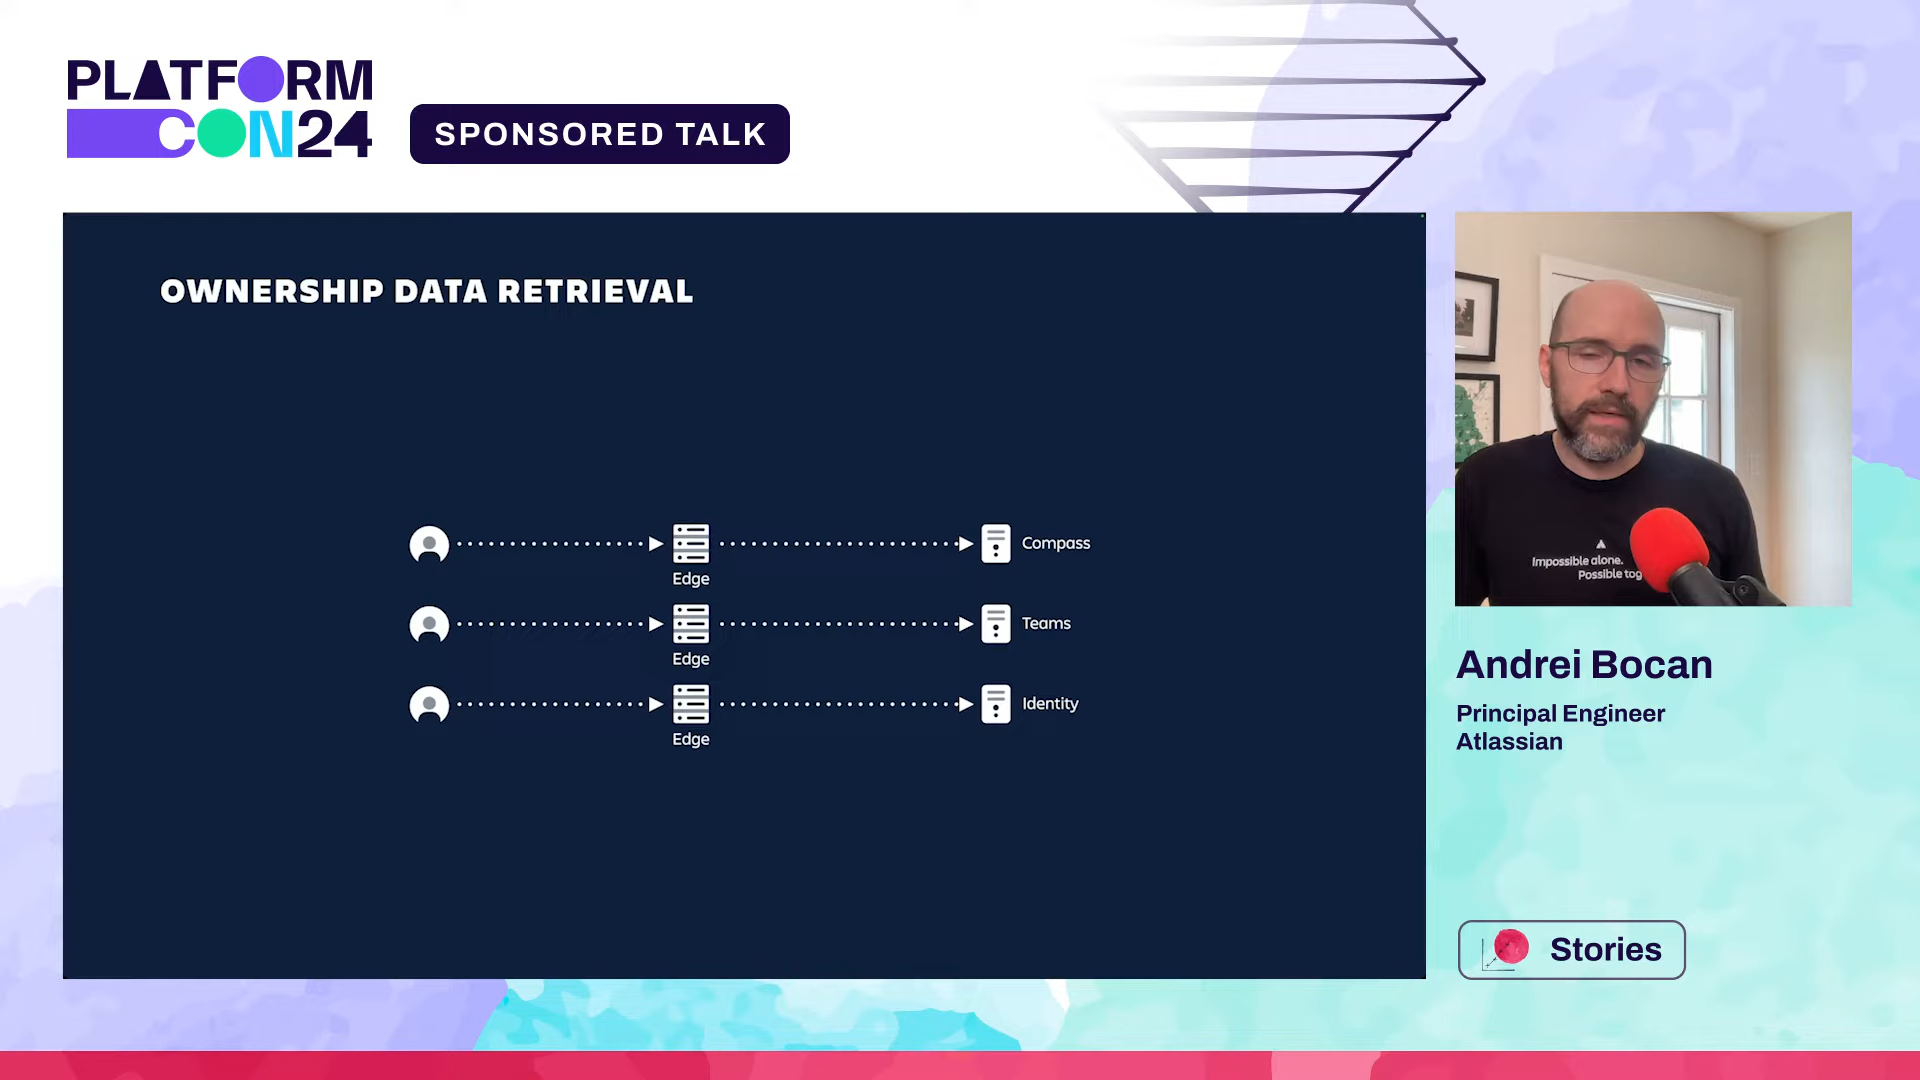 PLATFORM
CON24
SPONSORED TALK
OWNERSHIP DATA RETRIEVAL
Compass
Edge
Teams
Edge
Identity
Edge
Impossible alone.
Possible tog
Andrei Bocan
Principal Engineer
Atlassian
Stories